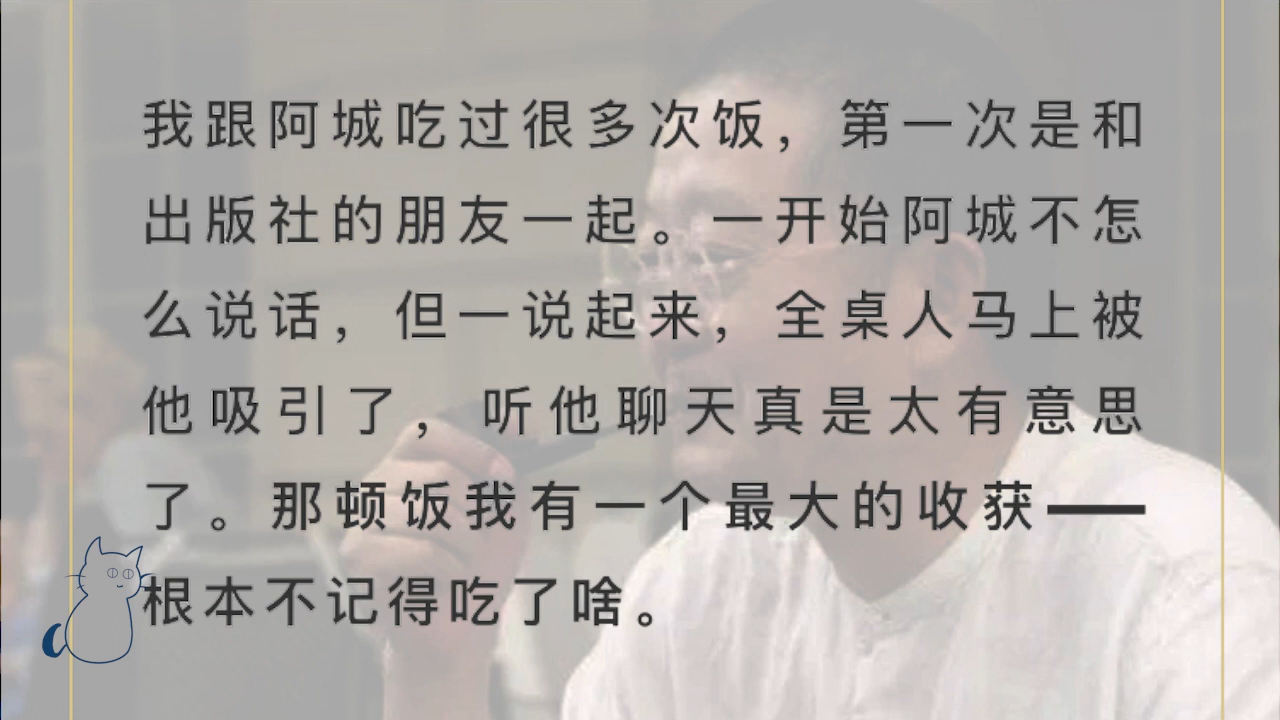 我跟阿城吃过很多次饭，第一次是和
出版社的朋友一起。一开始阿城不怎
么说话，但一说起来，全桌人马上被
他吸引了，听他聊天真是太有意思
了。那顿饭我有一个最大的收获——
根本不记得吃了啥。